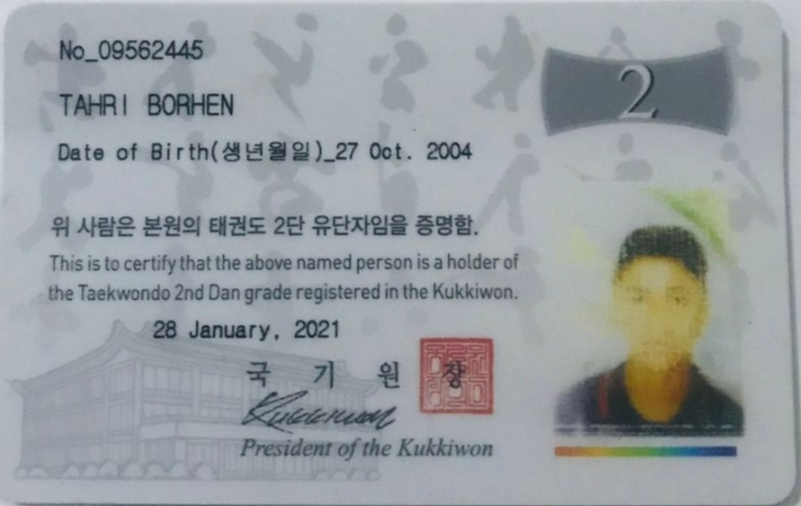 No_09562445
2
TAHRI BORHEN
Date of Birth(생년월일)_27 Oct. 2004
위 사람은 본원의 태권도 2단 유단자임을 증명함.
This is to certify that the above named person is a holder of
the Taekwondo 2nd Dan grade registered in the Kukkiwon.
28 January, 2021
국 기 원 장
Kukkiwon
President of the Kukkiwon